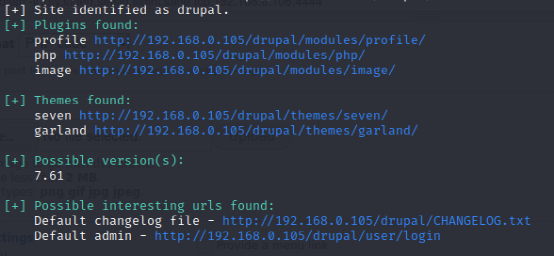 [+] Site identified as drupal.
[+] Plugins found:
profile http://192.168.0.105/drupal/modules/profile/
php http://192.168.0.105/drupal/modules/php/
image http://192.168.0.105/drupal/modules/image/
[+] Themes found:
seven http://192.168.0.105/drupal/themes/seven/
garland http://192.168.0.105/drupal/themes/garland/
[+] Possible version(s):
7.61
[+] Possible interesting urls found:
Default changelog file - http://192.168.0.105/drupal/CHANGELOG.txt
Default admin - http://192.168.0.105/drupal/user/login